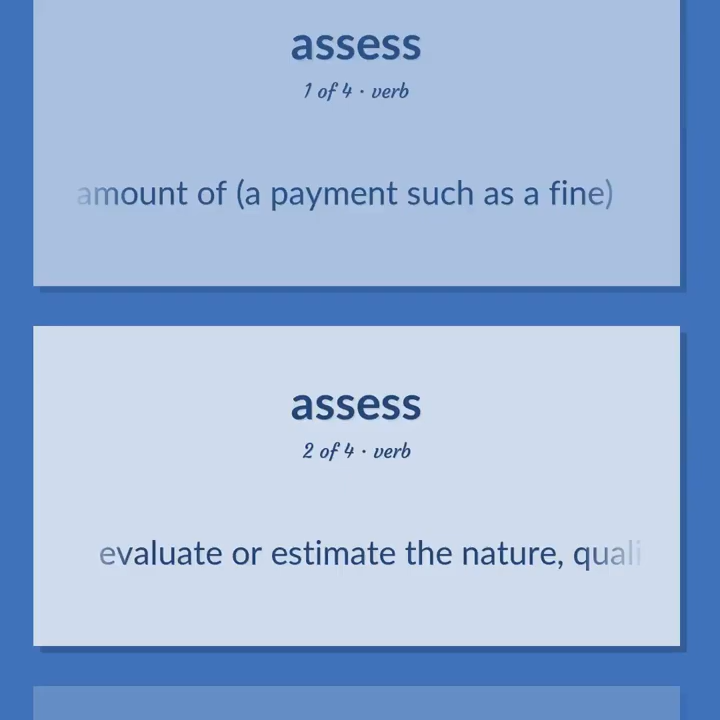 assess
1 of 4 · verb
amount of (a payment such as a fine)
assess
2 of 4 · verb
evaluate or estimate the nature, quali